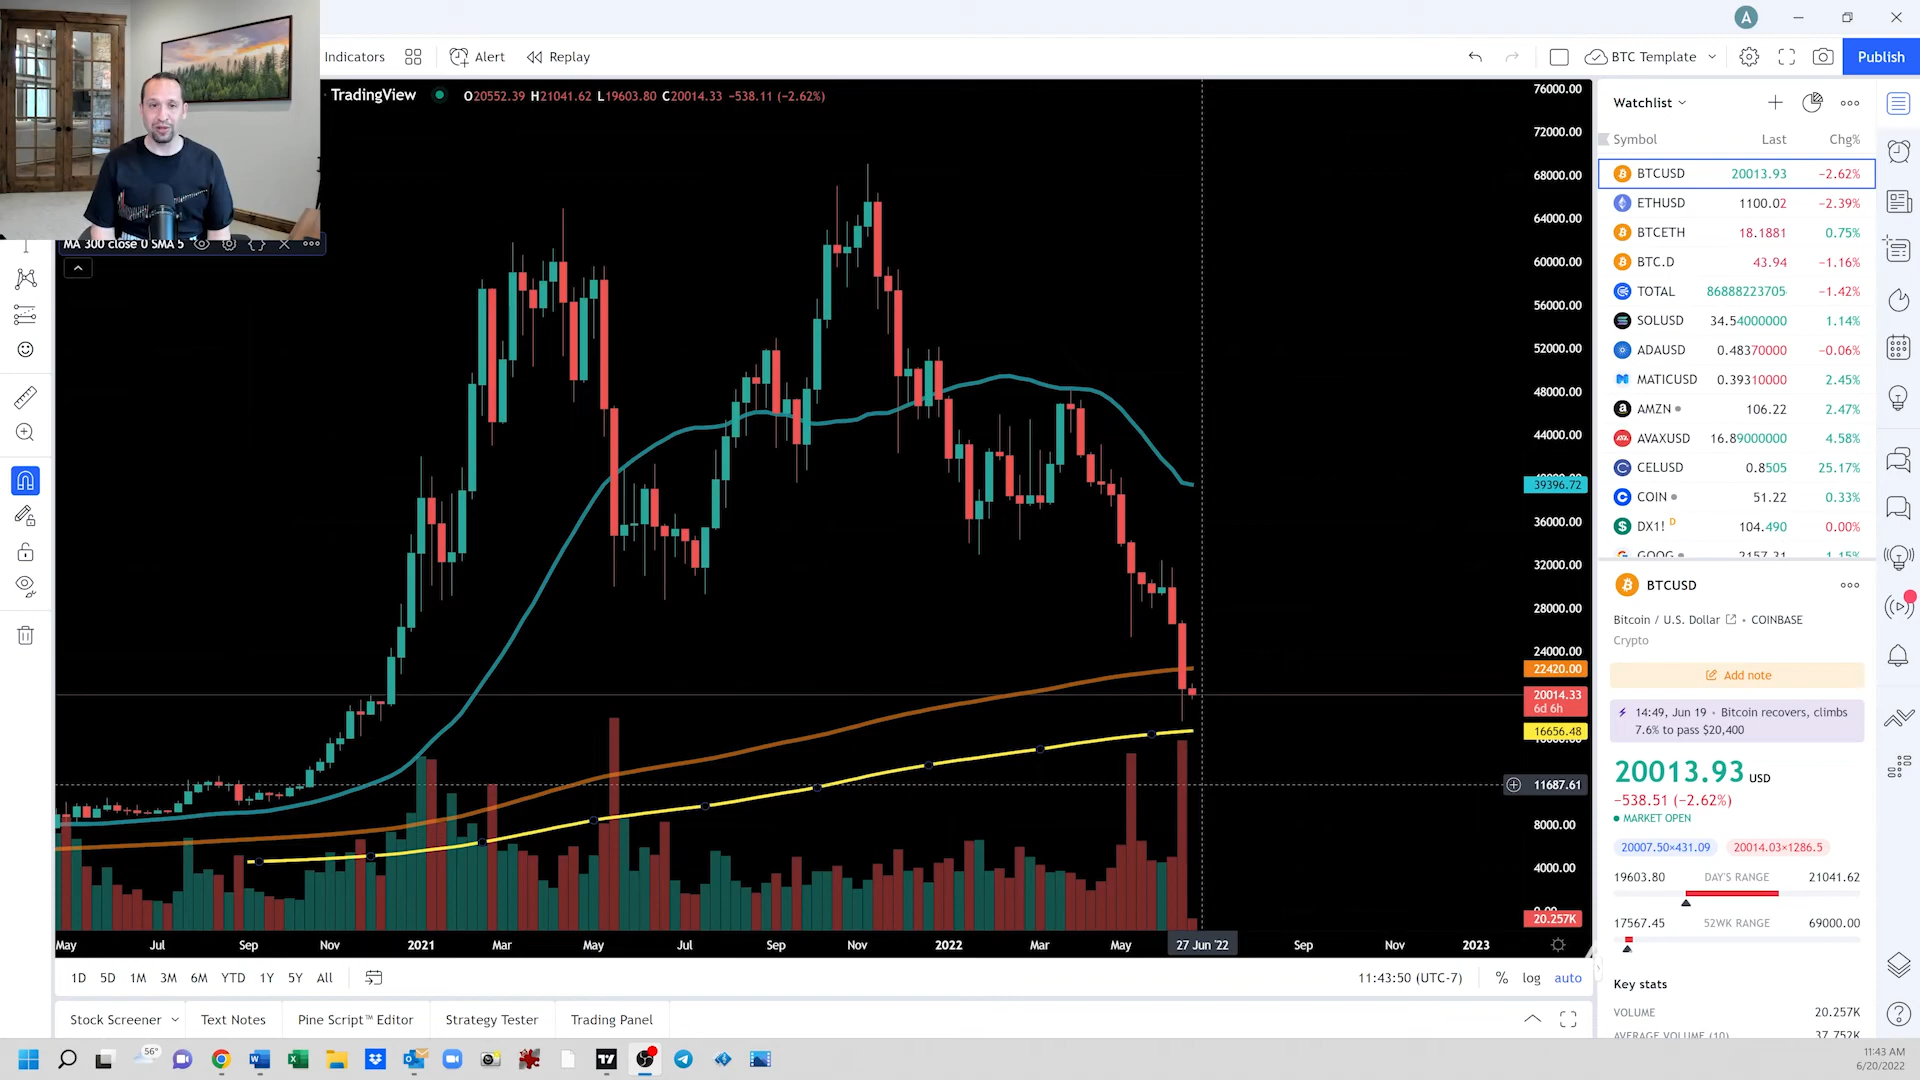 A
Indicators Alert Replay BTC Template Publish
TradingView O20552.39 H21041.62 L19603.80 C20014.33 −538.11 (−2.62%)
MA 300 close 0 SMA 5
76000.00
72000.00
68000.00
64000.00
60000.00
56000.00
52000.00
48000.00
44000.00
39396.72
36000.00
32000.00
28000.00
24000.00
22420.00
20014.33
6d 6h
16656.48
11687.61
8000.00
4000.00
20.257K
May Jul Sep Nov 2021 Mar May Jul Sep Nov 2022 Mar May 27 Jun '22 Sep Nov 2023
1D 5D 1M 3M 6M YTD 1Y 5Y All 11:43:50 (UTC-7) % log auto
Stock Screener Text Notes Pine Script™ Editor Strategy Tester Trading Panel
Watchlist
Symbol Last Chg%
BTCUSD 20013.93 −2.62%
ETHUSD 1100.02 −2.39%
BTCETH 18.1881 0.75%
BTC.D 43.94 −1.16%
TOTAL 86888223705 −1.42%
SOLUSD 34.54000000 1.14%
ADAUSD 0.48370000 −0.06%
MATICUSD 0.39310000 2.45%
AMZN 106.22 2.47%
AVAXUSD 16.89000000 4.58%
CELUSD 0.8505 25.17%
COIN 51.22 0.33%
DX1! D 104.490 0.00%
GOOG 2157.31 1.15%
BTCUSD
Bitcoin / U.S. Dollar • COINBASE
Crypto
Add note
14:49, Jun 19 • Bitcoin recovers, climbs
7.6% to pass $20,400
20013.93 USD
−538.51 (−2.62%)
MARKET OPEN
20007.50×431.09 20014.03×1286.5
19603.80 DAY'S RANGE 21041.62
17567.45 52WK RANGE 69000.00
Key stats
VOLUME 20.257K
AVERAGE VOLUME (10) 37.752K
56°
11:43 AM
6/20/2022